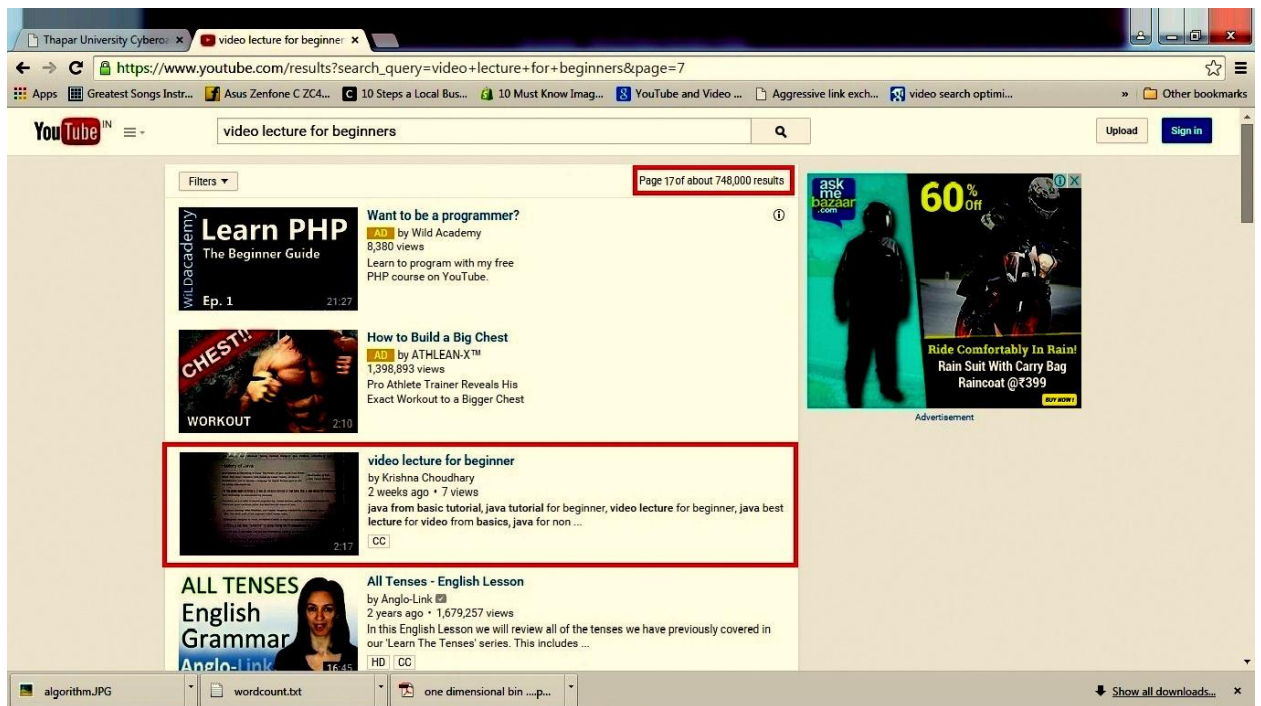 Thapar University Cyberoa
video lecture for beginner
https://www.youtube.com/results?search_query=video+lecture+for+beginners&page=7
Apps Greatest Songs Instr... Asus Zenfone C ZC4... 10 Steps a Local Bus... 10 Must Know Imag... YouTube and Video ... Aggressive link exch... video search optimi... » Other bookmarks
YouTube IN video lecture for beginners Upload Sign in
Filters Page 17 of about 748,000 results
WiLDacademy
Learn PHP
The Beginner Guide
Ep. 1 21:27
Want to be a programmer?
AD by Wild Academy
8,380 views
Learn to program with my free
PHP course on YouTube.
CHEST!!
WORKOUT 2:10
How to Build a Big Chest
AD by ATHLEAN-X™
1,398,893 views
Pro Athlete Trainer Reveals His
Exact Workout to a Bigger Chest
2:17
video lecture for beginner
by Krishna Choudhary
2 weeks ago • 7 views
java from basic tutorial, java tutorial for beginner, video lecture for beginner, java best
lecture for video from basics, java for non ...
CC
ALL TENSES
English
Grammar
Anglo-Link 16:45
All Tenses - English Lesson
by Anglo-Link
2 years ago • 1,679,257 views
In this English Lesson we will review all of the tenses we have previously covered in
our 'Learn The Tenses' series. This includes ...
HD CC
ask
me
bazaar
.com
60% Off
Ride Comfortably In Rain!
Rain Suit With Carry Bag
Raincoat @₹399
BUY NOW!
Advertisement
algorithm.JPG wordcount.txt one dimensional bin ....p... Show all downloads...